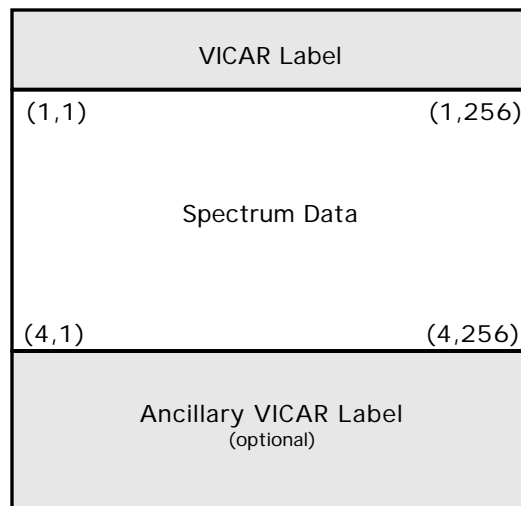 VICAR Label
(1,1) (1,256)
Spectrum Data
(4,1) (4,256)
Ancillary VICAR Label
(optional)